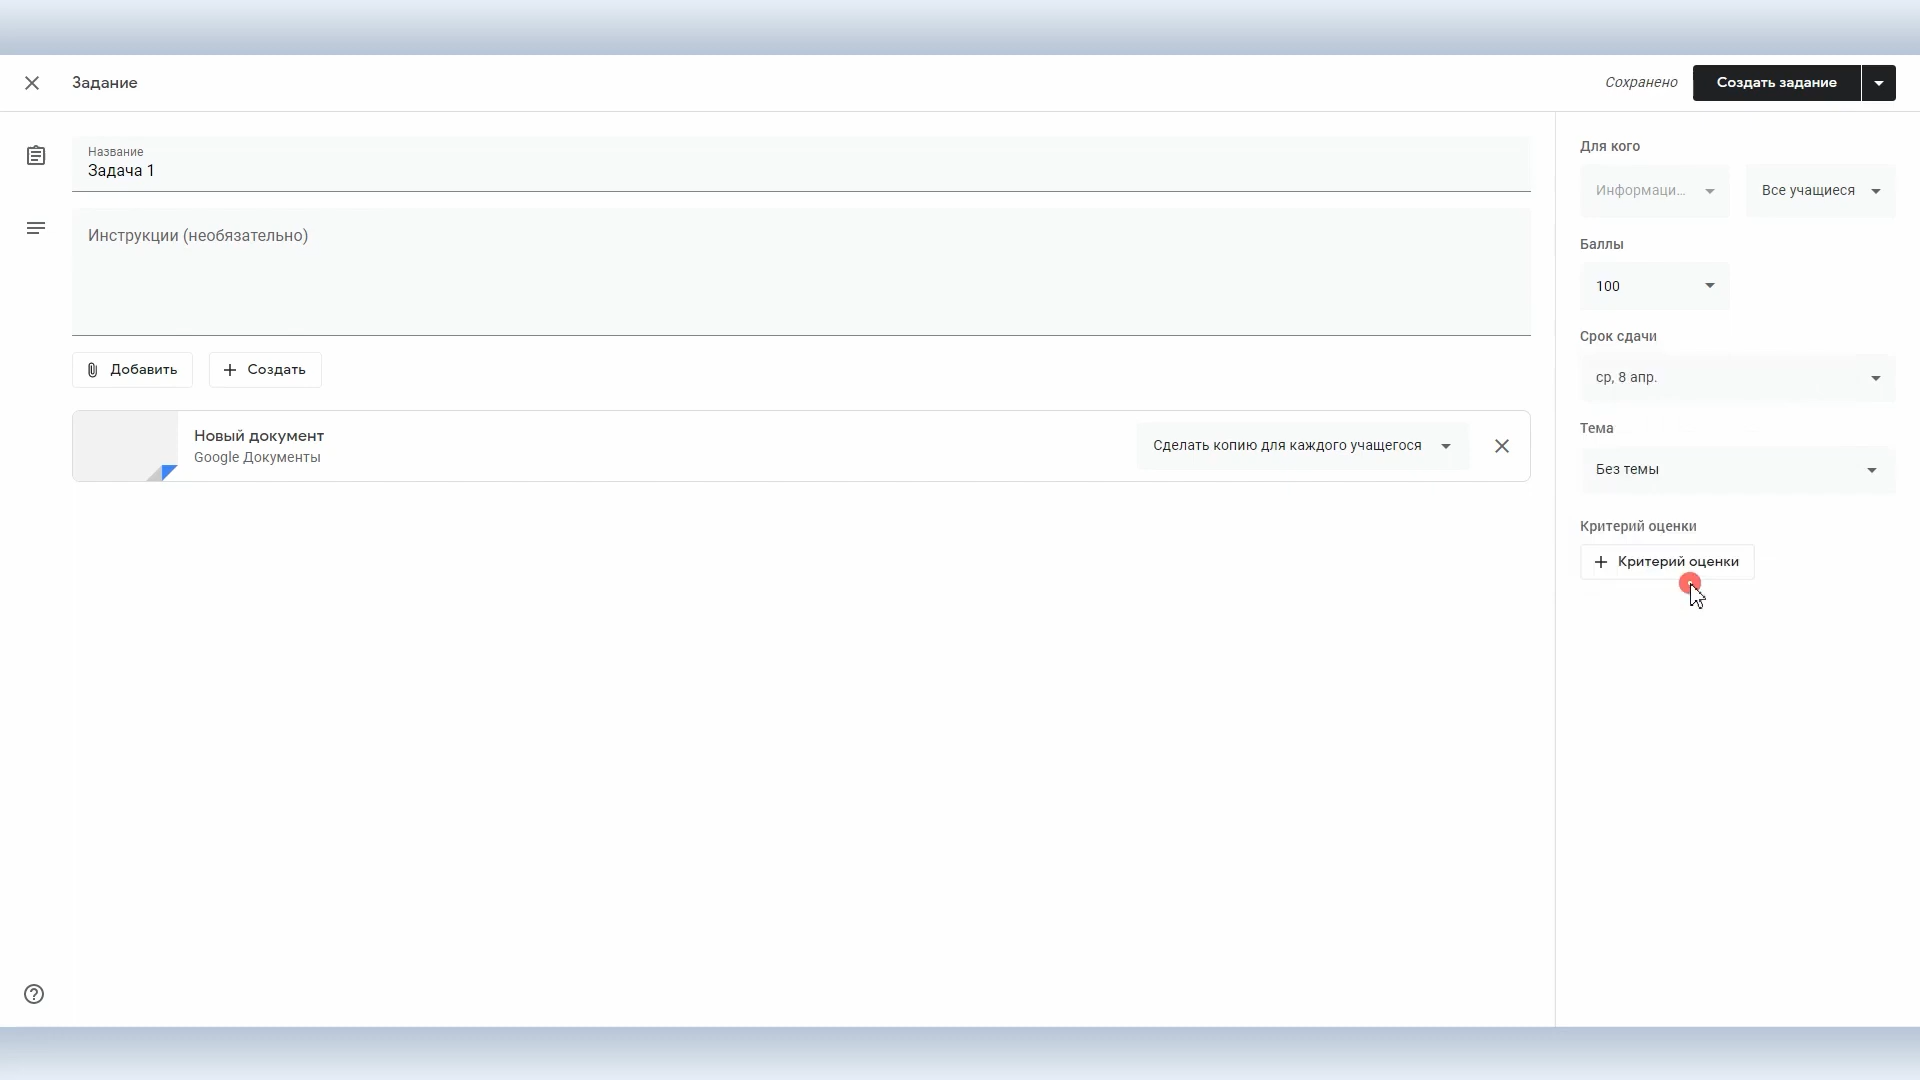 Задание
Сохранено
Создать задание
Название
Задача 1
Инструкции (необязательно)
Добавить
Создать
Новый документ
Google Документы
Сделать копию для каждого учащегося
Для кого
Информаци...
Все учащиеся
Баллы
100
Срок сдачи
ср, 8 апр.
Тема
Без темы
Критерий оценки
Критерий оценки